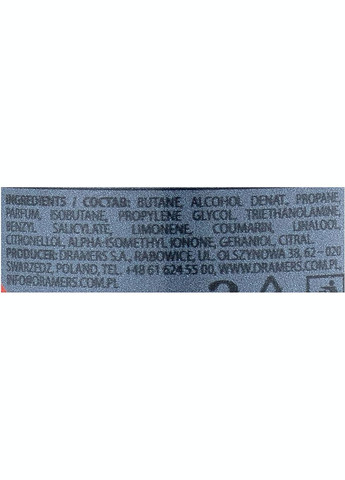 INGREDIENTS / СОСТАВ: BUTANE, ALCOHOL DENAT., PROPANE,
PARFUM, ISOBUTANE, PROPYLENE GLYCOL, TRIETHANOLAMINE,
BENZYL SALICYLATE, LIMONENE, COUMARIN, LINALOOL,
CITRONELLOL, ALPHA-ISOMETHYL IONONE, GERANIOL, CITRAL.
PRODUCER: DRAMERS S.A., RABOWICE, UL. OLSZYNOWA 38, 62 – 020
SWARZEDZ, POLAND, TEL. +48 61 624 55 00, WWW.DRAMERS.COM.PL,
INFO@DRAMERS.COM.PL